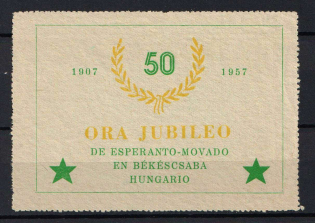 50
1907 1957
ORA JUBILEO
DE ESPERANTO-MOVADO
EN BÉKÉSCSABA
HUNGARIO